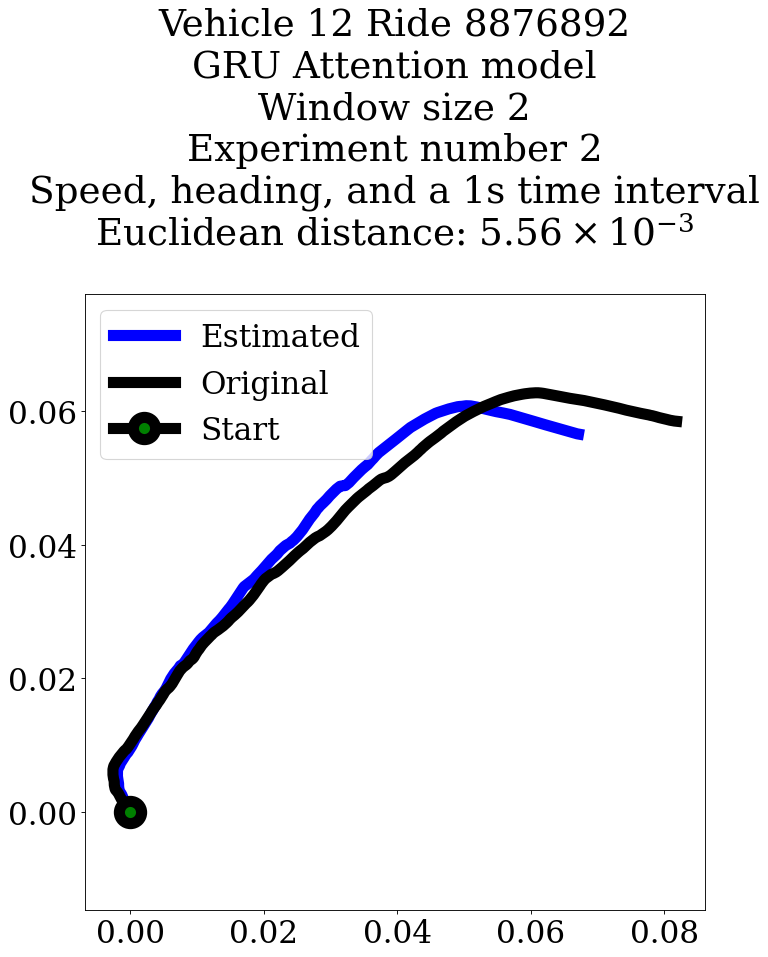 Vehicle 12 Ride 8876892
GRU Attention model
Window size 2
Experiment number 2
Speed, heading, and a 1s time interval
Euclidean distance: 5.56 × 10⁻³
Estimated
Original
Start
0.06
0.04
0.02
0.00
0.00 0.02 0.04 0.06 0.08